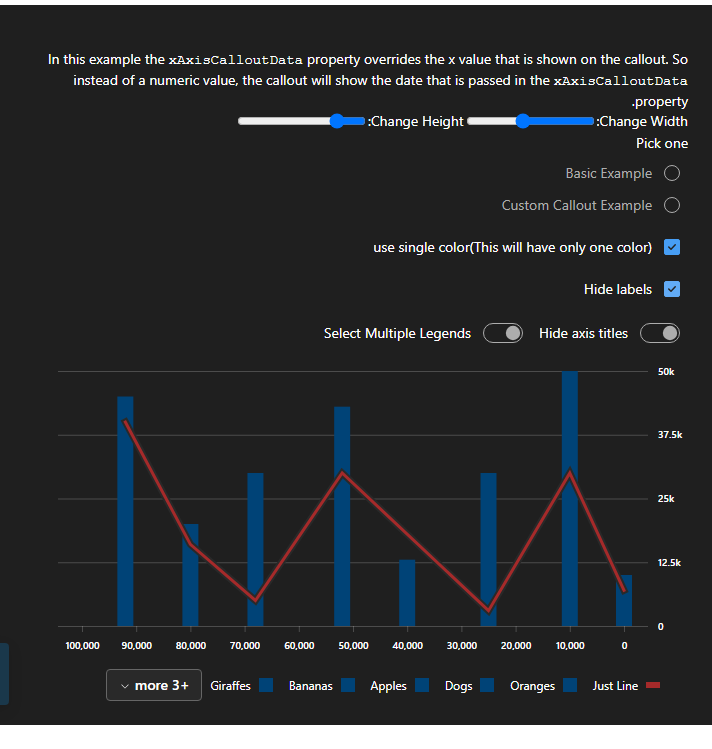 In this example the xAxisCalloutData property overrides the x value that is shown on the callout. So
instead of a numeric value, the callout will show the date that is passed in the xAxisCalloutData
.property
:Change Height :Change Width
Pick one
Basic Example
Custom Callout Example
use single color(This will have only one color)
Hide labels
Select Multiple Legends Hide axis titles
50k
37.5k
25k
12.5k
0
100,000 90,000 80,000 70,000 60,000 50,000 40,000 30,000 20,000 10,000 0
more 3+ Giraffes Bananas Apples Dogs Oranges Just Line